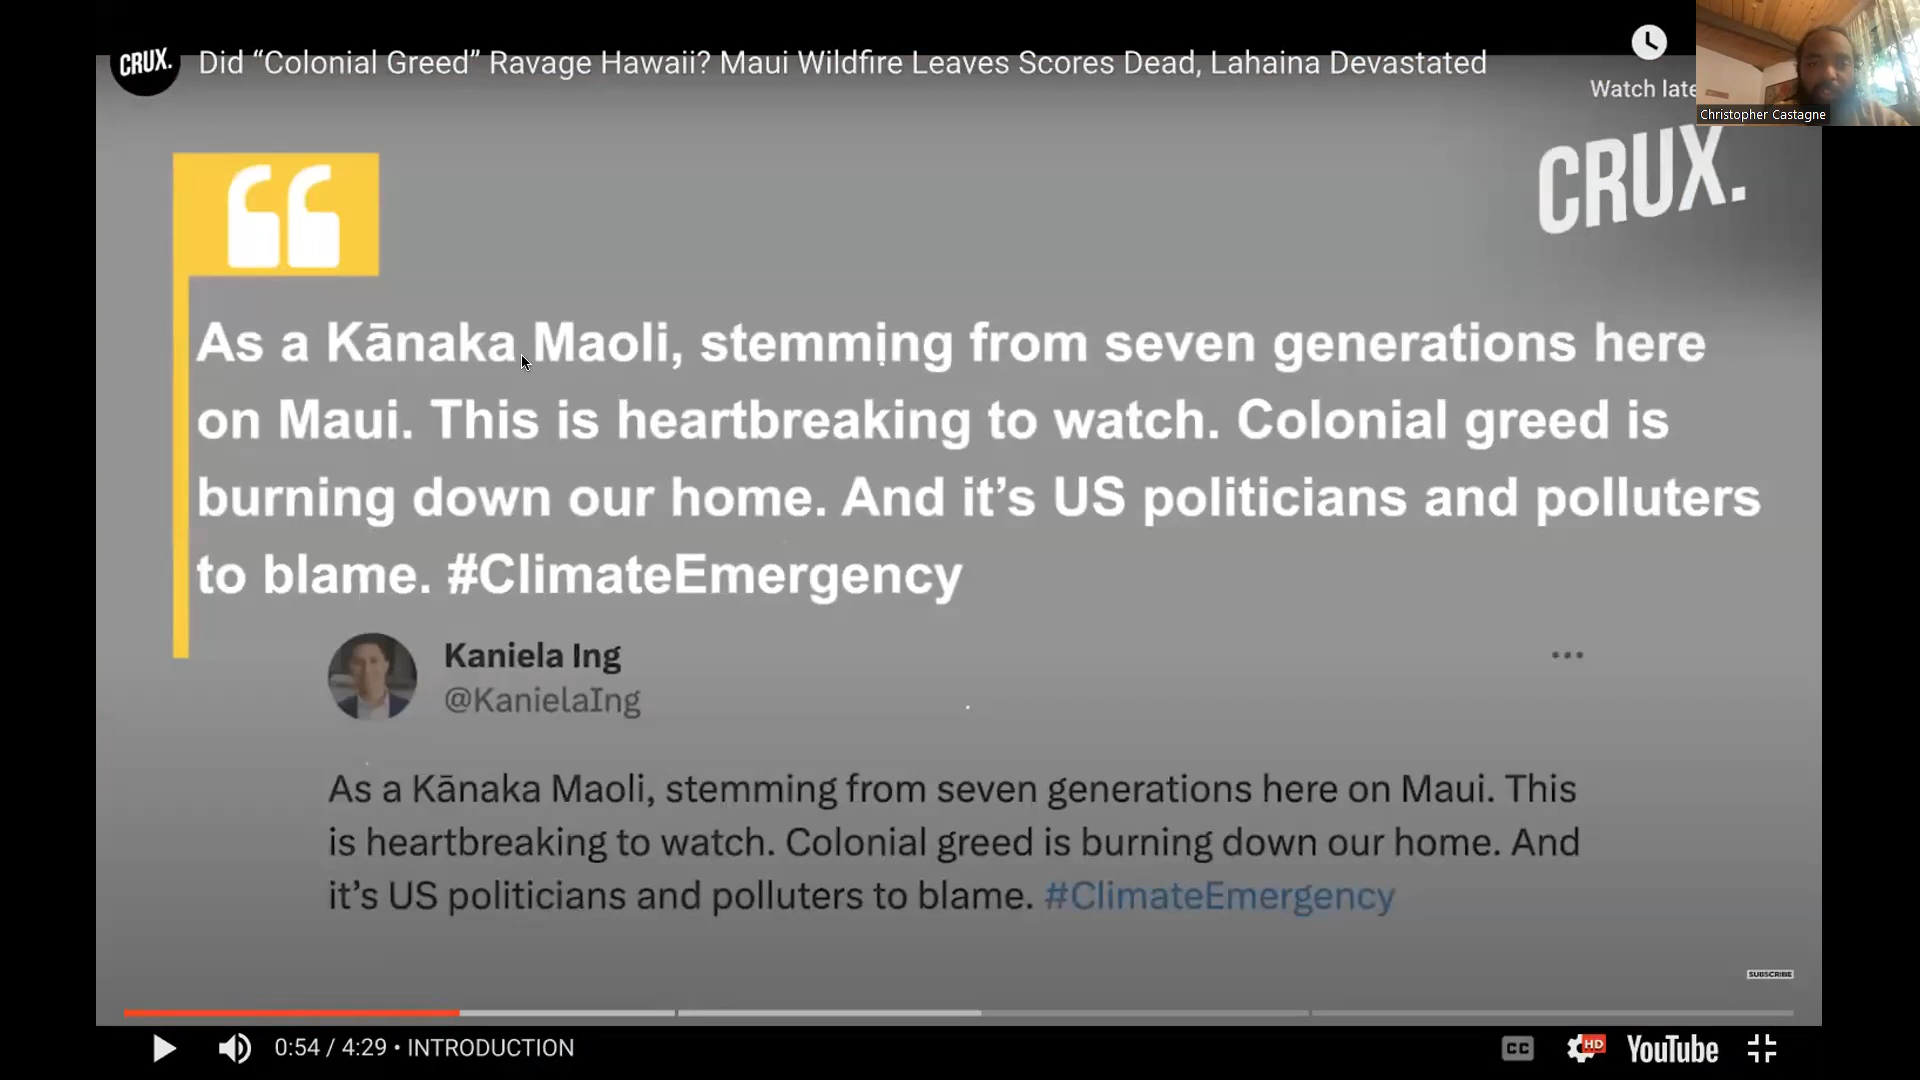 CRUX.
Did “Colonial Greed” Ravage Hawaii? Maui Wildfire Leaves Scores Dead, Lahaina Devastated
Watch late
Christopher Castagne
CRUX.
As a Kānaka Maoli, stemming from seven generations here
on Maui. This is heartbreaking to watch. Colonial greed is
burning down our home. And it’s US politicians and polluters
to blame. #ClimateEmergency
Kaniela Ing
@KanielaIng
As a Kānaka Maoli, stemming from seven generations here on Maui. This
is heartbreaking to watch. Colonial greed is burning down our home. And
it’s US politicians and polluters to blame. #ClimateEmergency
SUBSCRIBE
0:54 / 4:29 • INTRODUCTION
CC
HD
YouTube